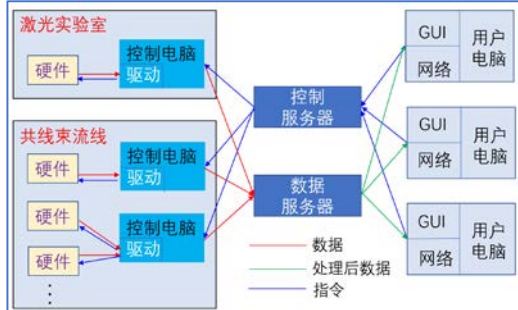 激光实验室
硬件
控制电脑
驱动
共线束流线
硬件
控制电脑
驱动
硬件
硬件
控制电脑
驱动
⋮
控制
服务器
数据
服务器
数据
处理后数据
指令
GUI
网络
用户
电脑
GUI
网络
用户
电脑
GUI
网络
用户
电脑